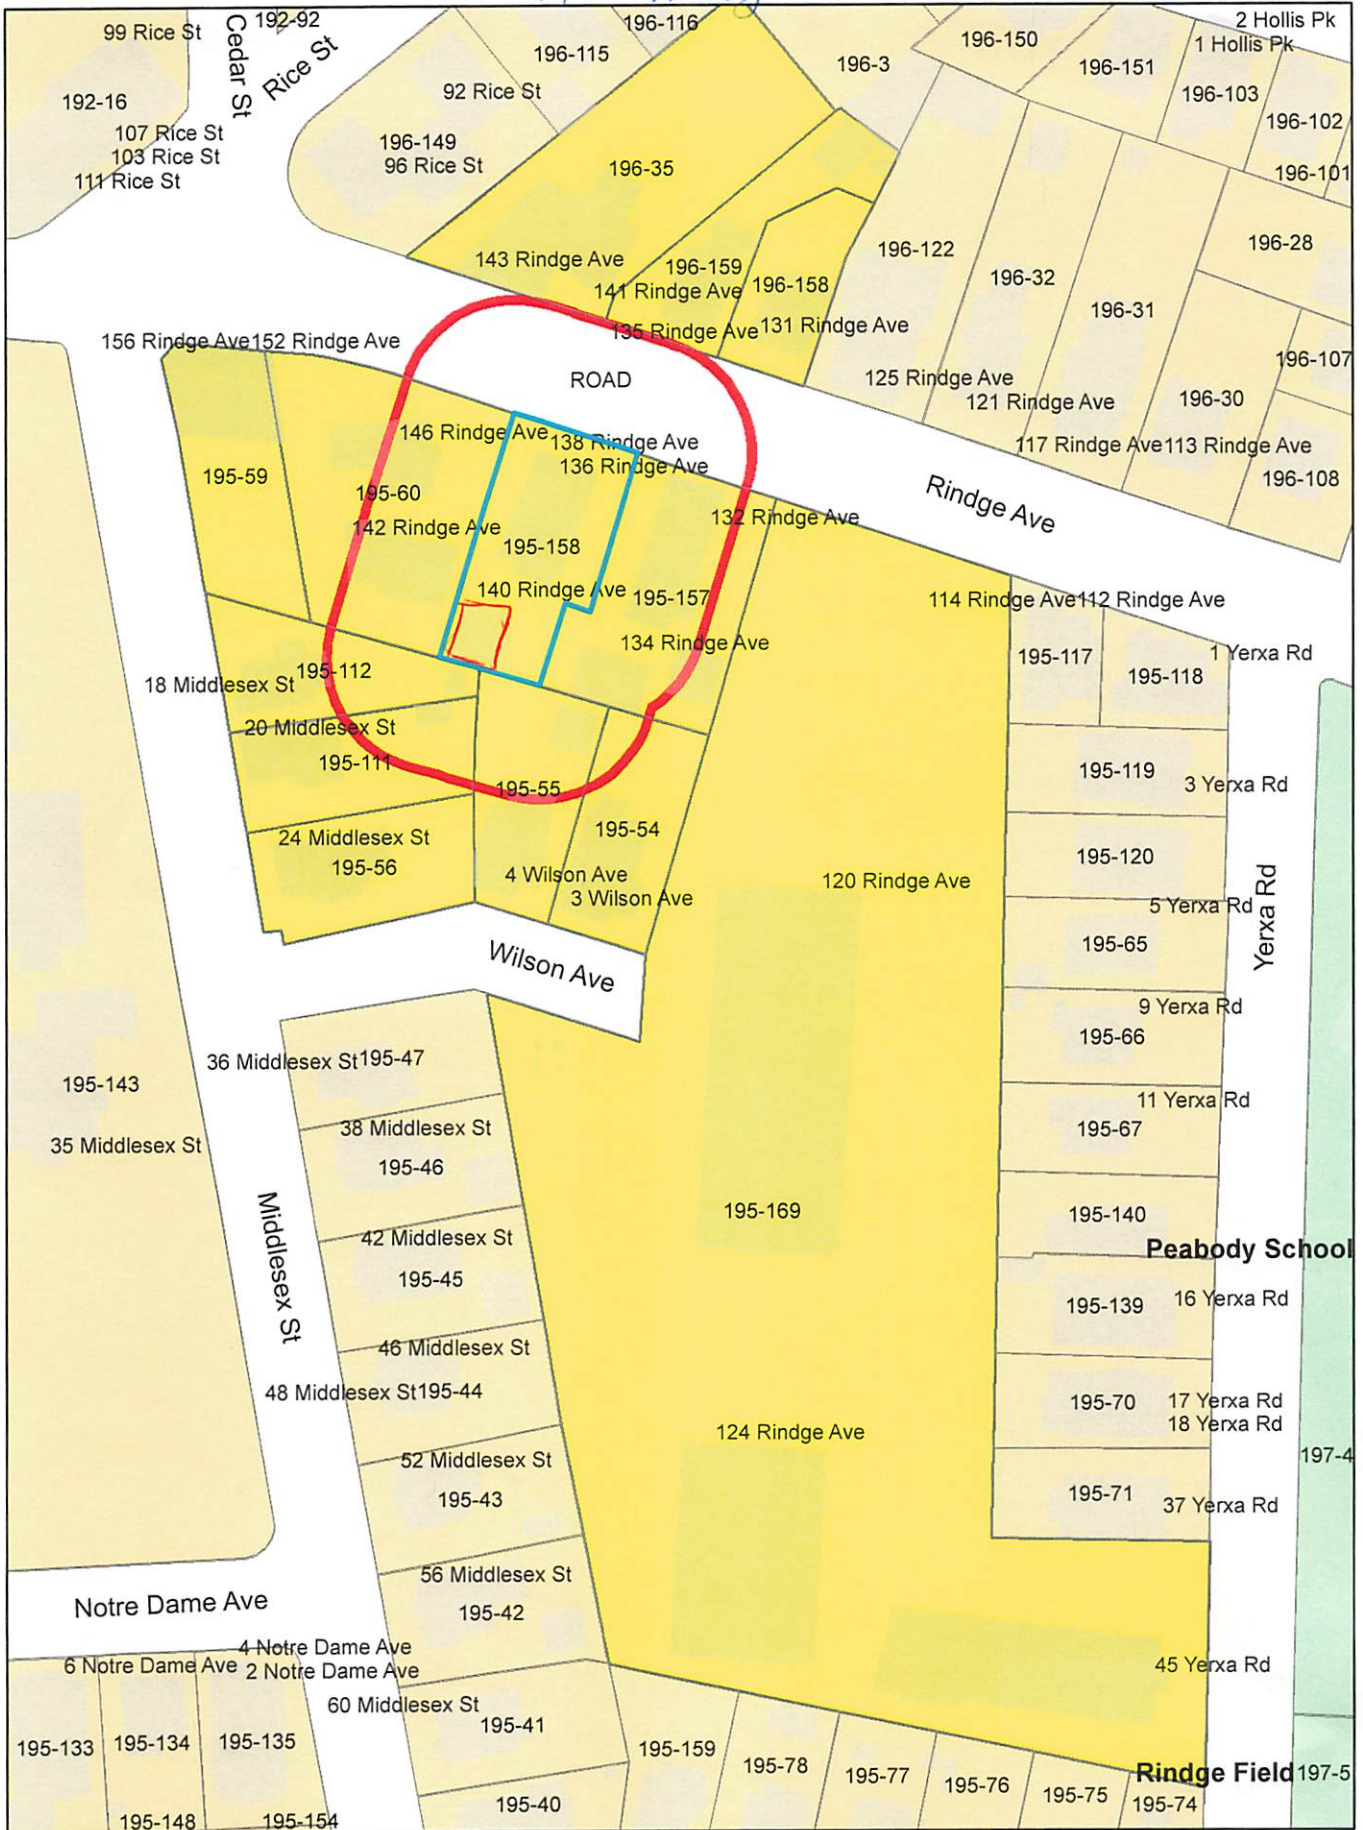 192-92
196-116
2 Hollis Pk
99 Rice St
Cedar St
Rice St
196-115
196-3
196-150
1 Hollis Pk
196-151
192-16
92 Rice St
196-103
107 Rice St
196-149
196-102
103 Rice St
96 Rice St
196-35
111 Rice St
196-101
196-122
196-28
143 Rindge Ave
196-159
196-32
141 Rindge Ave
196-158
196-31
135 Rindge Ave
131 Rindge Ave
156 Rindge Ave
152 Rindge Ave
196-107
ROAD
125 Rindge Ave
121 Rindge Ave
196-30
146 Rindge Ave
138 Rindge Ave
117 Rindge Ave
113 Rindge Ave
136 Rindge Ave
195-59
196-108
195-60
Rindge Ave
142 Rindge Ave
132 Rindge Ave
195-158
140 Rindge Ave
195-157
114 Rindge Ave
112 Rindge Ave
134 Rindge Ave
195-117
1 Yerxa Rd
195-112
195-118
18 Middlesex St
20 Middlesex St
195-111
195-119
195-55
3 Yerxa Rd
195-54
24 Middlesex St
195-120
195-56
4 Wilson Ave
120 Rindge Ave
3 Wilson Ave
5 Yerxa Rd
Yerxa Rd
195-65
Wilson Ave
9 Yerxa Rd
195-66
36 Middlesex St
195-47
195-143
11 Yerxa Rd
38 Middlesex St
195-67
35 Middlesex St
195-46
195-169
195-140
Middlesex St
42 Middlesex St
Peabody School
195-45
16 Yerxa Rd
195-139
46 Middlesex St
48 Middlesex St
195-44
195-70
17 Yerxa Rd
18 Yerxa Rd
124 Rindge Ave
197-4
52 Middlesex St
195-43
195-71
37 Yerxa Rd
56 Middlesex St
Notre Dame Ave
195-42
4 Notre Dame Ave
6 Notre Dame Ave
2 Notre Dame Ave
45 Yerxa Rd
60 Middlesex St
195-41
195-133
195-134
195-135
195-159
195-78
195-77
Rindge Field
197-5
195-76
195-75
195-74
195-40
195-148
195-154